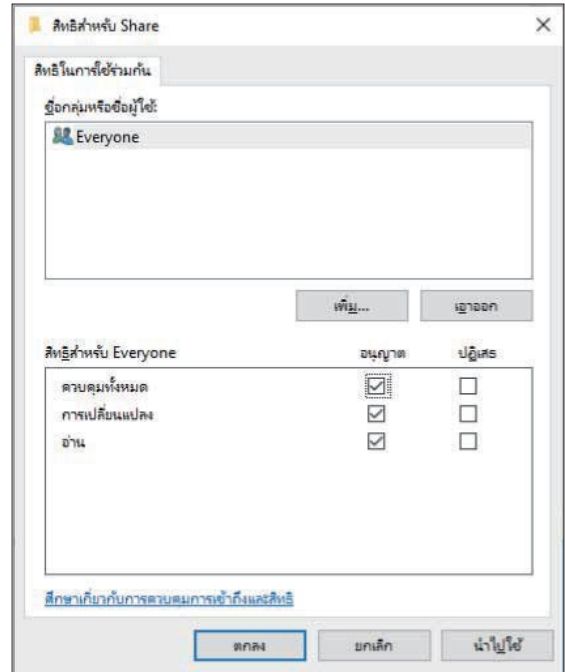 สิทธิสำหรับ Share
สิทธิในการใช้ร่วมกัน
ชื่อกลุ่มหรือชื่อผู้ใช้:
Everyone
เพิ่ม...
เอาออก
สิทธิสำหรับ Everyone อนุญาต ปฏิเสธ
ควบคุมทั้งหมด
การเปลี่ยนแปลง
อ่าน
ศึกษาเกี่ยวกับการควบคุมการเข้าถึงและสิทธิ
ตกลง
ยกเลิก
นำไปใช้